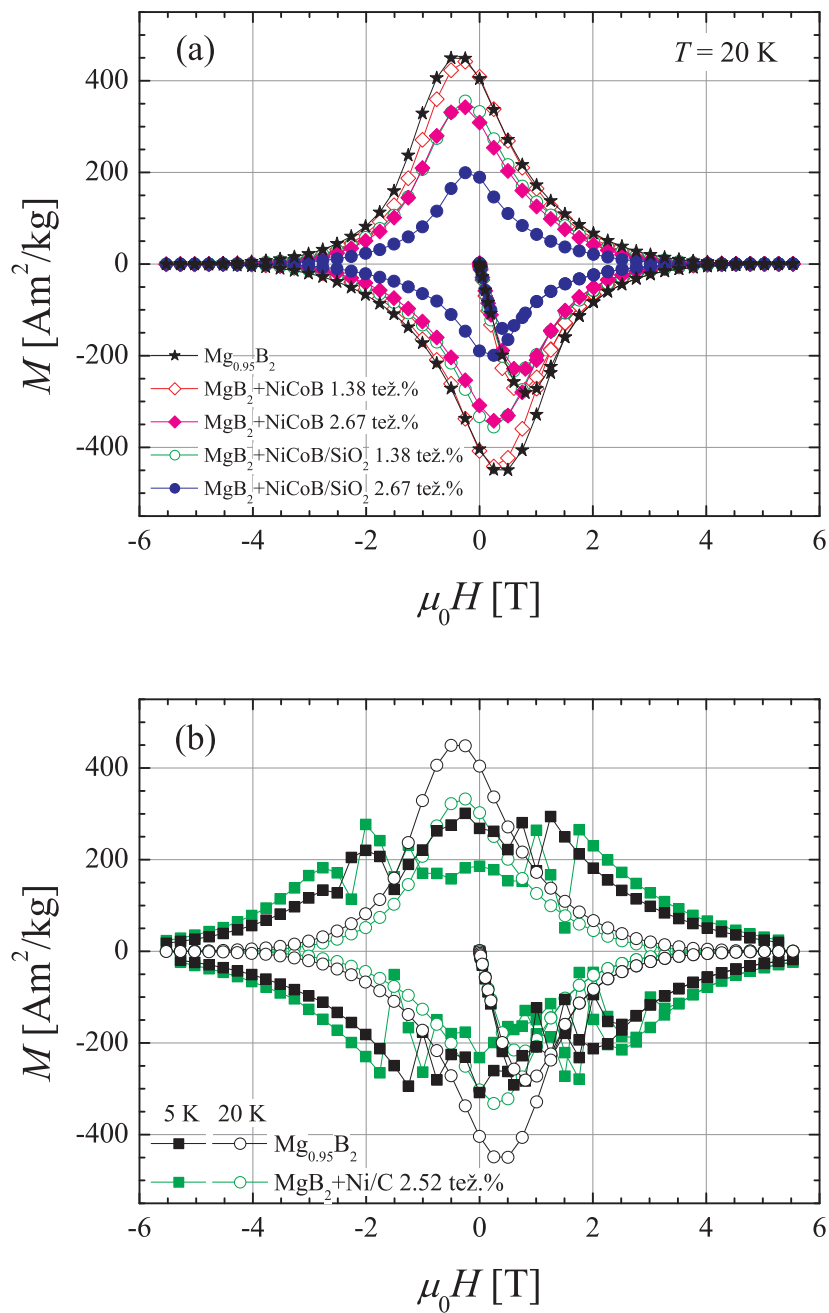 (a)
T = 20 K
400
200
0
-200
-400
M [Am²/kg]
Mg₀.₉₅B₂
MgB₂+NiCoB 1.38 tež.%
MgB₂+NiCoB 2.67 tež.%
MgB₂+NiCoB/SiO₂ 1.38 tež.%
MgB₂+NiCoB/SiO₂ 2.67 tež.%
-6 -4 -2 0 2 4 6
μ₀H [T]
(b)
400
200
0
-200
-400
M [Am²/kg]
5 K 20 K
Mg₀.₉₅B₂
MgB₂+Ni/C 2.52 tež.%
-6 -4 -2 0 2 4 6
μ₀H [T]